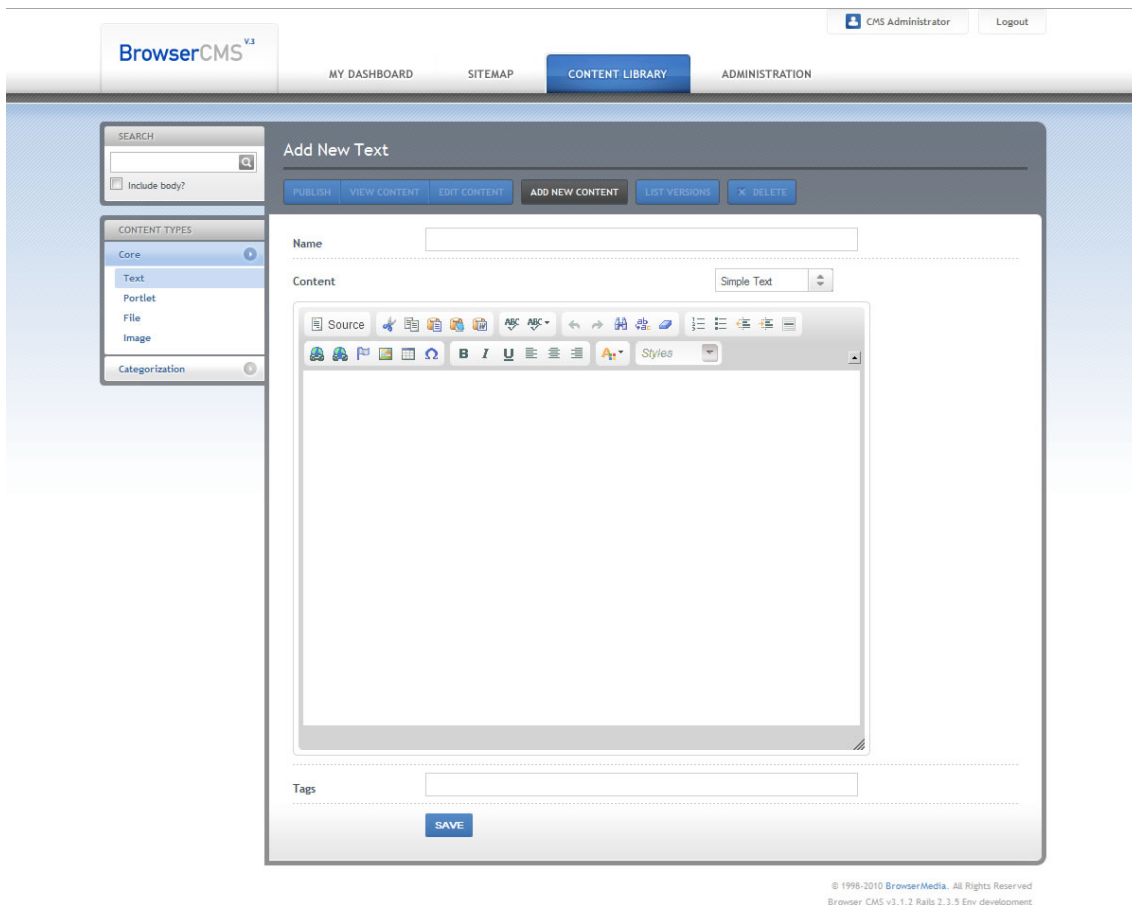 CMS Administrator Logout
BrowserCMS V.3
MY DASHBOARD SITEMAP CONTENT LIBRARY ADMINISTRATION
SEARCH
Include body?
CONTENT TYPES
Core
Text
Portlet
File
Image
Categorization
Add New Text
PUBLISH VIEW CONTENT EDIT CONTENT ADD NEW CONTENT LIST VERSIONS × DELETE
Name
Content Simple Text
Source ABC ABC
B I U Styles
Tags
SAVE
© 1998-2010 BrowserMedia. All Rights Reserved
Browser CMS v3.1.2 Rails 2.3.5 Env development